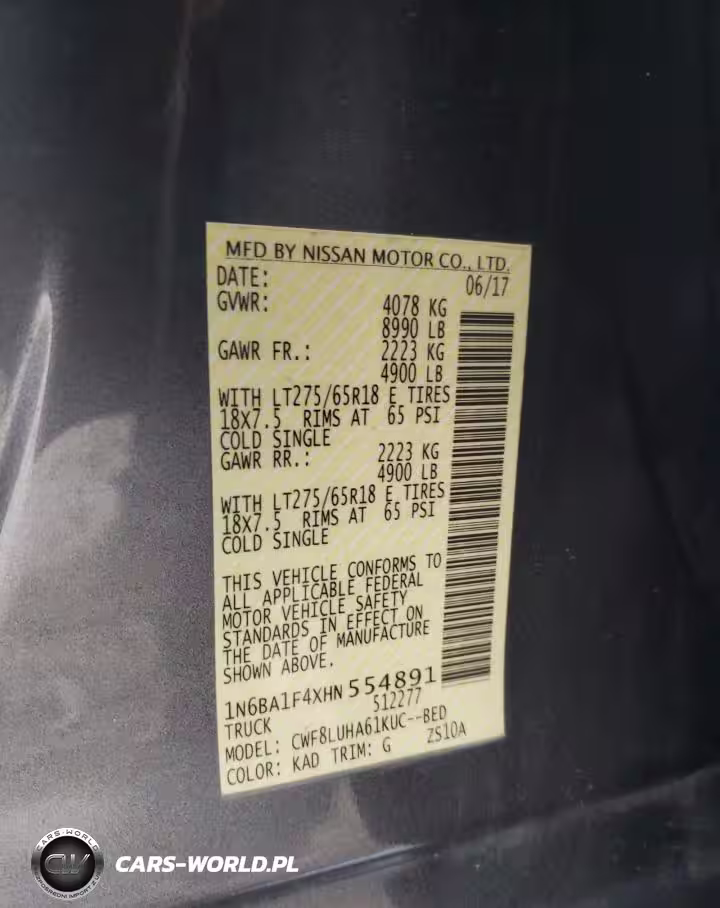 MFD BY NISSAN MOTOR CO., LTD.
DATE: 06/17
GVWR: 4078 KG
8990 LB
GAWR FR.: 2223 KG
4900 LB
WITH LT275/65R18 E TIRES
18X7.5 RIMS AT 65 PSI
COLD SINGLE
GAWR RR.: 2223 KG
4900 LB
WITH LT275/65R18 E TIRES
18X7.5 RIMS AT 65 PSI
COLD SINGLE
THIS VEHICLE CONFORMS TO
ALL APPLICABLE FEDERAL
MOTOR VEHICLE SAFETY
STANDARDS IN EFFECT ON
THE DATE OF MANUFACTURE
SHOWN ABOVE.
1N6BA1F4XHN554891
TRUCK 512277
MODEL: CWF8LUHA61KUC--BED
COLOR: KAD TRIM: G ZS10A
CARS-WORLD
CW
CARS-WORLD.PL